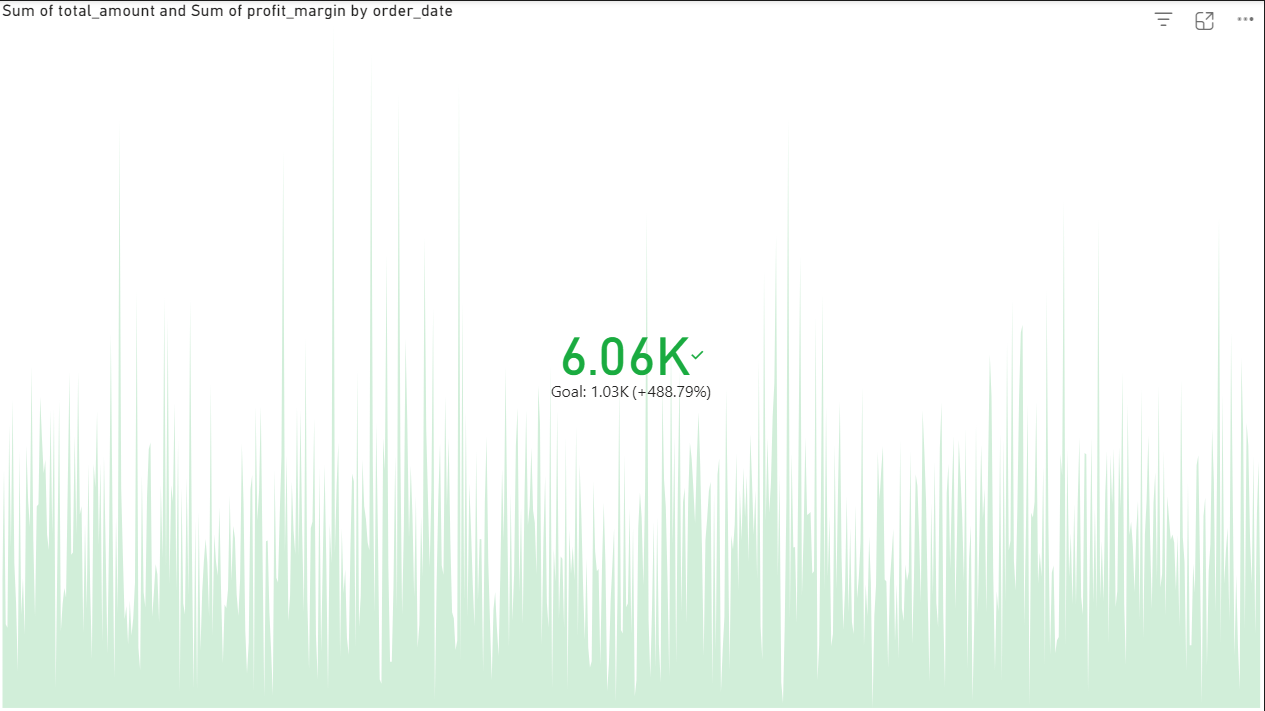 Sum of total_amount and Sum of profit_margin by order_date
6.06K
Goal: 1.03K (+488.79%)